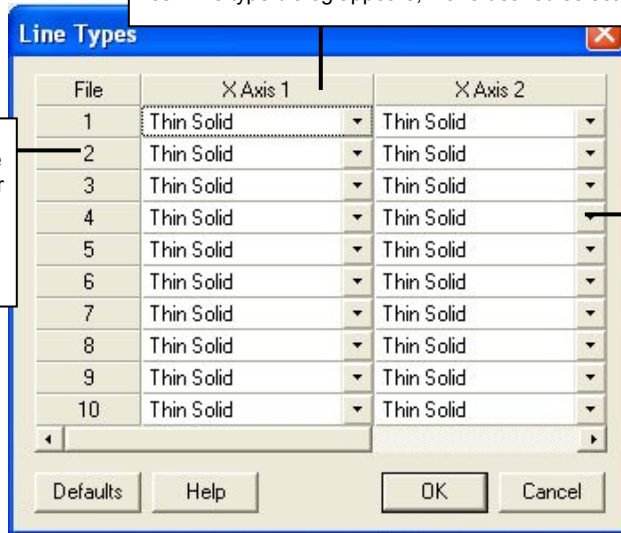 Line Types
File X Axis 1 X Axis 2
1 Thin Solid Thin Solid
2 Thin Solid Thin Solid
3 Thin Solid Thin Solid
4 Thin Solid Thin Solid
5 Thin Solid Thin Solid
6 Thin Solid Thin Solid
7 Thin Solid Thin Solid
8 Thin Solid Thin Solid
9 Thin Solid Thin Solid
10 Thin Solid Thin Solid
Defaults Help OK Cancel